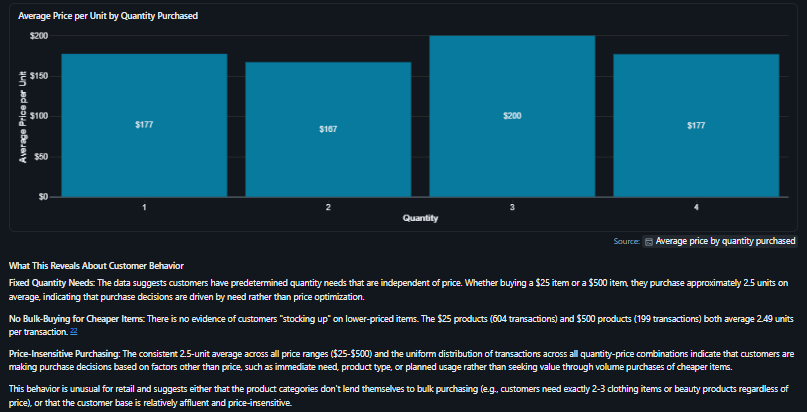 Average Price per Unit by Quantity Purchased
$200
$150
$100
$50
$0
Average Price per Unit
$177
$167
$200
$177
1
2
3
4
Quantity
Source: Average price by quantity purchased
What This Reveals About Customer Behavior
Fixed Quantity Needs: The data suggests customers have predetermined quantity needs that are independent of price. Whether buying a $25 item or a $500 item, they purchase approximately 2.5 units on
average, indicating that purchase decisions are driven by need rather than price optimization.
No Bulk-Buying for Cheaper Items: There is no evidence of customers "stocking up" on lower-priced items. The $25 products (604 transactions) and $500 products (199 transactions) both average 2.49 units
per transaction. 22
Price-Insensitive Purchasing: The consistent 2.5-unit average across all price ranges ($25-$500) and the uniform distribution of transactions across all quantity-price combinations indicate that customers are
making purchase decisions based on factors other than price, such as immediate need, product type, or planned usage rather than seeking value through volume purchases of cheaper items.
This behavior is unusual for retail and suggests either that the product categories don't lend themselves to bulk purchasing (e.g., customers need exactly 2-3 clothing items or beauty products regardless of
price), or that the customer base is relatively affluent and price-insensitive.